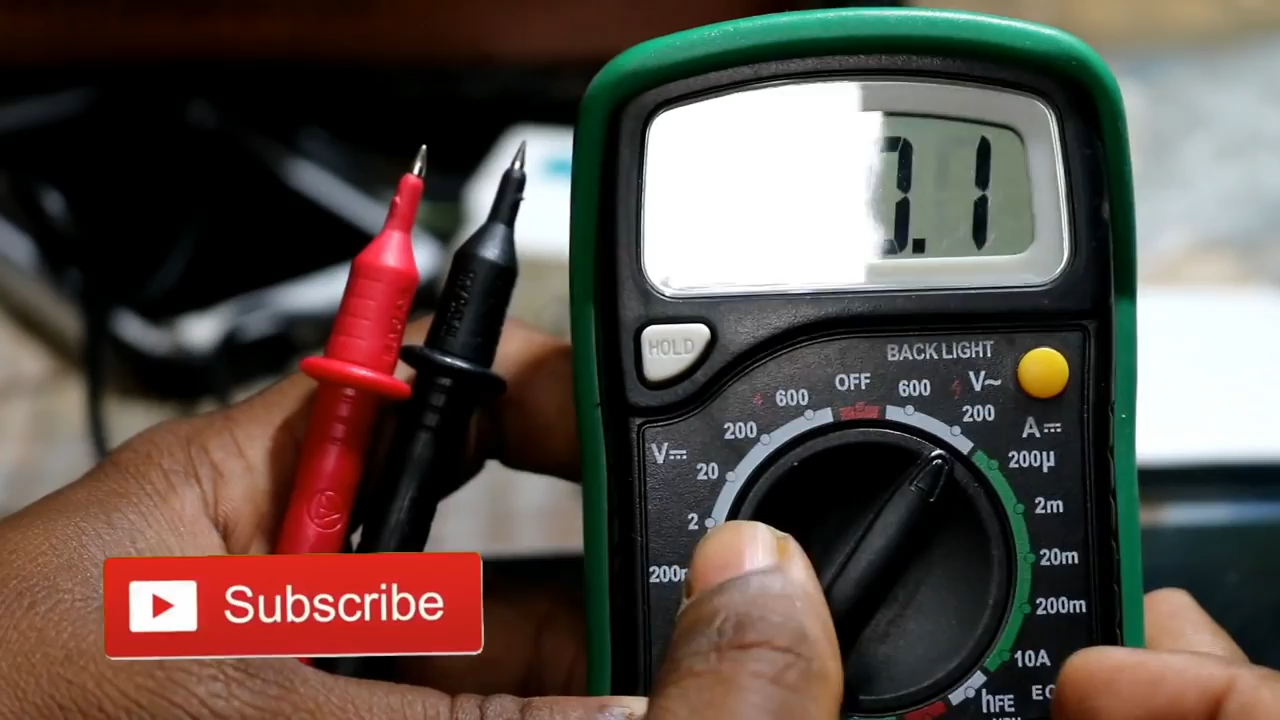 3.1
HOLD
BACK LIGHT
OFF
600
600
V~
200
200
V⎓
A⎓
20
200µ
2
2m
20m
200m
10A
hFE
Subscribe